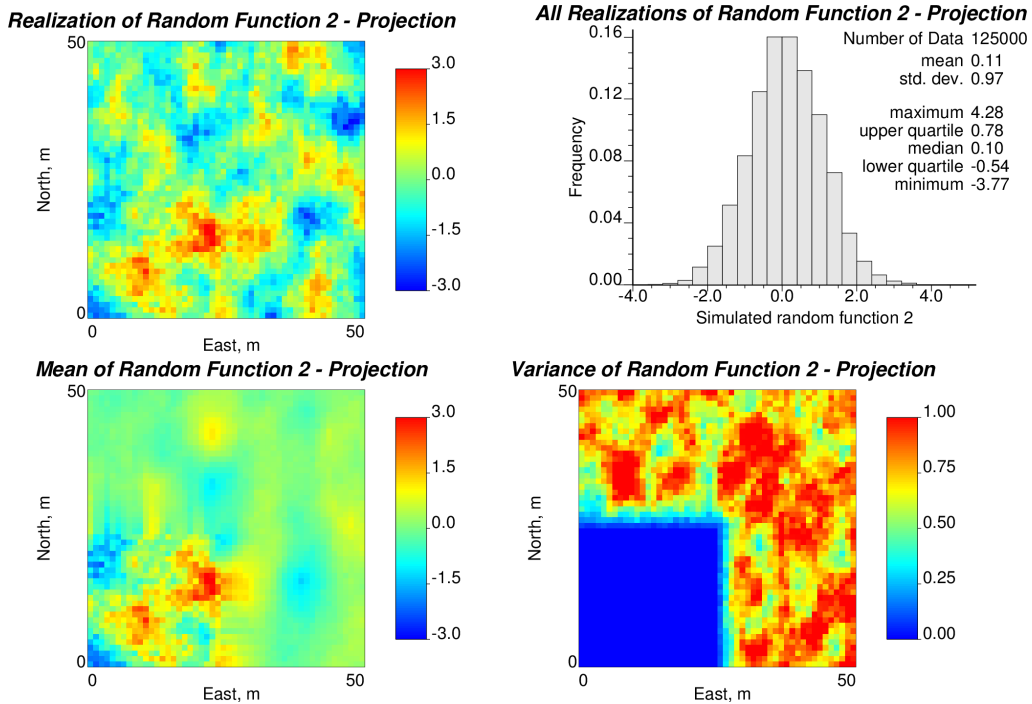 Realization of Random Function 2 - Projection
50
North, m
0
0
50
East, m
3.0
1.5
0.0
-1.5
-3.0
All Realizations of Random Function 2 - Projection
Number of Data 125000
mean 0.11
std. dev. 0.97
maximum 4.28
upper quartile 0.78
median 0.10
lower quartile -0.54
minimum -3.77
Frequency
0.16
0.12
0.08
0.04
0.00
-4.0
-2.0
0.0
2.0
4.0
Simulated random function 2
Mean of Random Function 2 - Projection
50
North, m
0
0
50
East, m
3.0
1.5
0.0
-1.5
-3.0
Variance of Random Function 2 - Projection
50
North, m
0
0
50
East, m
1.00
0.75
0.50
0.25
0.00